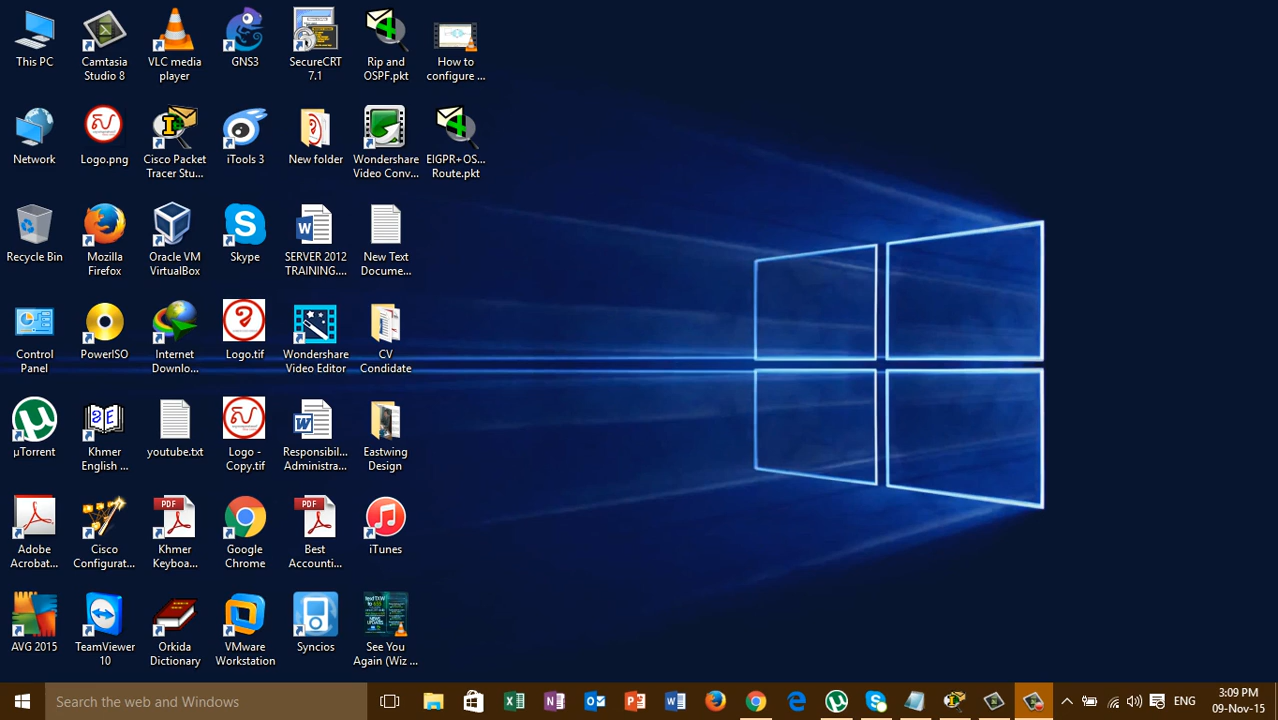 This PC
Camtasia
Studio 8
VLC media
player
GNS3
SecureCRT
7.1
Rip and
OSPF.pkt
How to
configure ...
Network
Logo.png
Cisco Packet
Tracer Stu...
iTools 3
New folder
Wondershare
Video Conv...
EIGPR+OS...
Route.pkt
Recycle Bin
Mozilla
Firefox
Oracle VM
VirtualBox
Skype
SERVER 2012
TRAINING....
New Text
Docume...
Control
Panel
PowerISO
Internet
Downlo...
Logo.tif
Wondershare
Video Editor
CV
Candidate
µTorrent
Khmer
English ...
youtube.txt
Logo -
Copy.tif
Responsibil...
Administra...
Eastwing
Design
Adobe
Acrobat...
Cisco
Configurat...
Khmer
Keyboa...
Google
Chrome
Best
Accounti...
iTunes
AVG 2015
TeamViewer
10
Orkida
Dictionary
VMware
Workstation
Syncios
See You
Again (Wiz ...
Search the web and Windows
ENG
3:09 PM
09-Nov-15